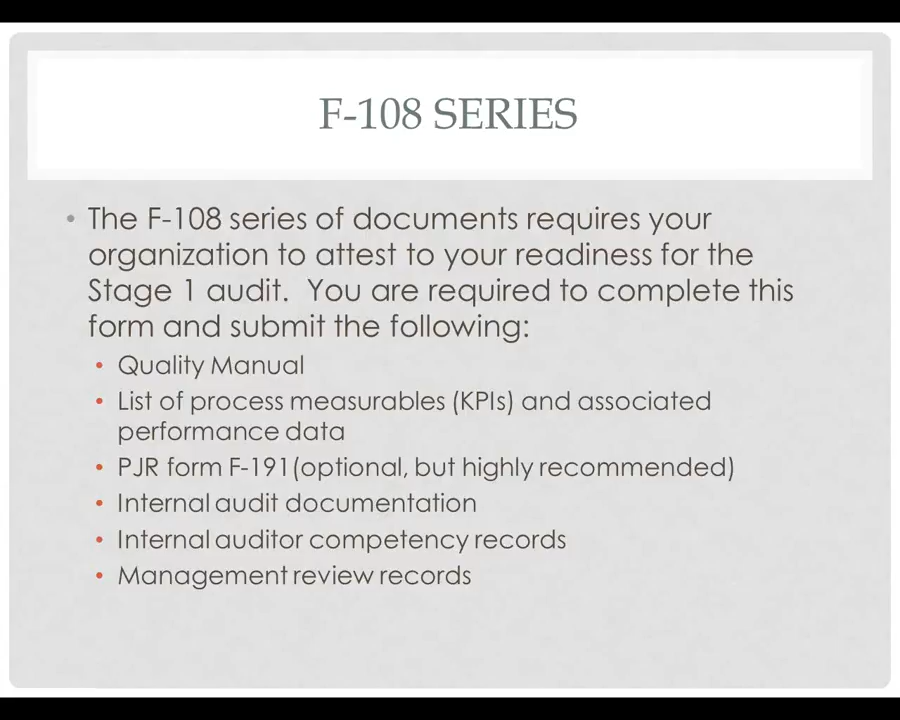 F-108 SERIES
• The F-108 series of documents requires your
organization to attest to your readiness for the
Stage 1 audit.  You are required to complete this
form and submit the following:
• Quality Manual
• List of process measurables (KPIs) and associated
performance data
• PJR form F-191(optional, but highly recommended)
• Internal audit documentation
• Internal auditor competency records
• Management review records